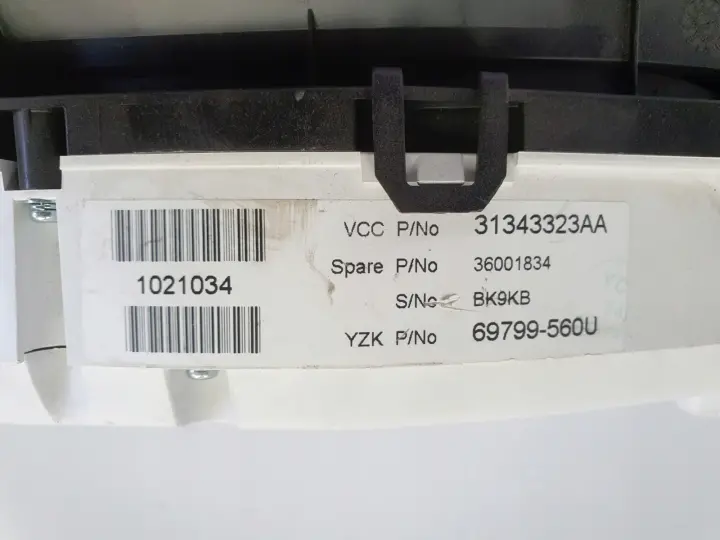 1021034
VCC P/No 31343323AA
Spare P/No 36001834
S/No BK9KB
YZK P/No 69799-560U